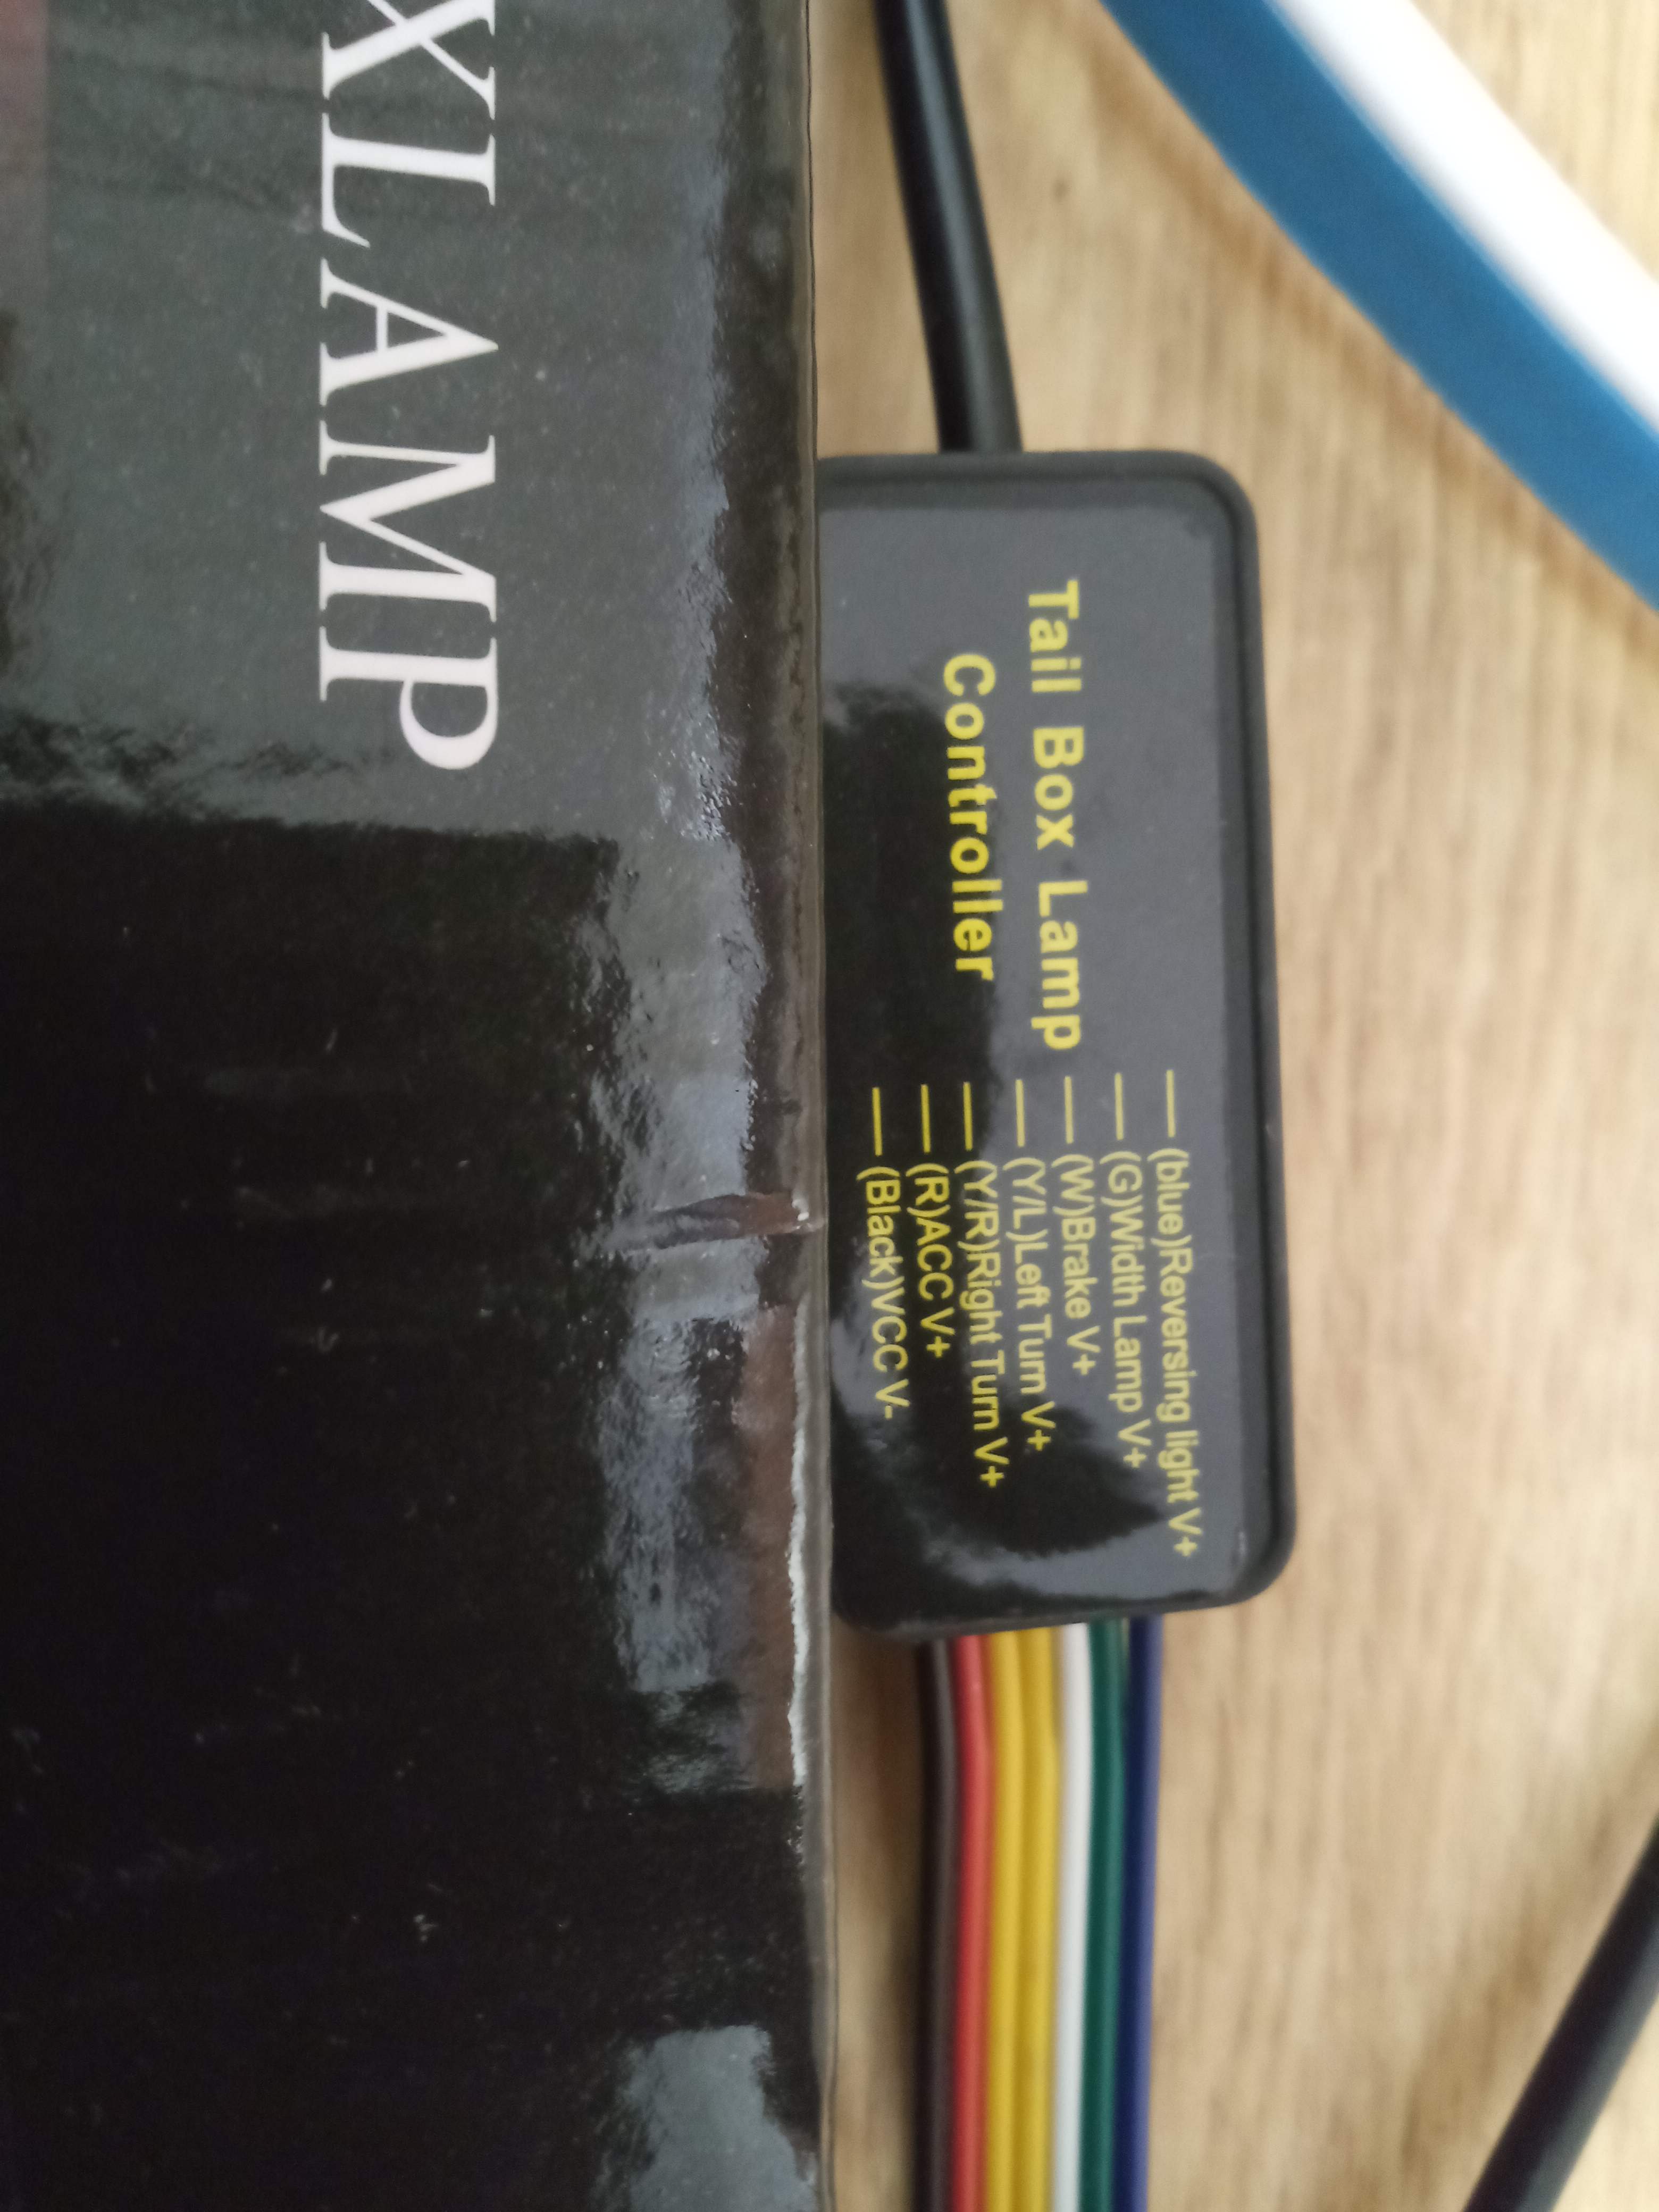 XLAMP
Tail Box Lamp
Controller
(blue)Reversing light V+
(G)Width Lamp V+
(W)Brake V+
(Y/L)Left Turn V+
(Y/R)Right Turn V+
(R)ACC V+
(Black)VCC V-